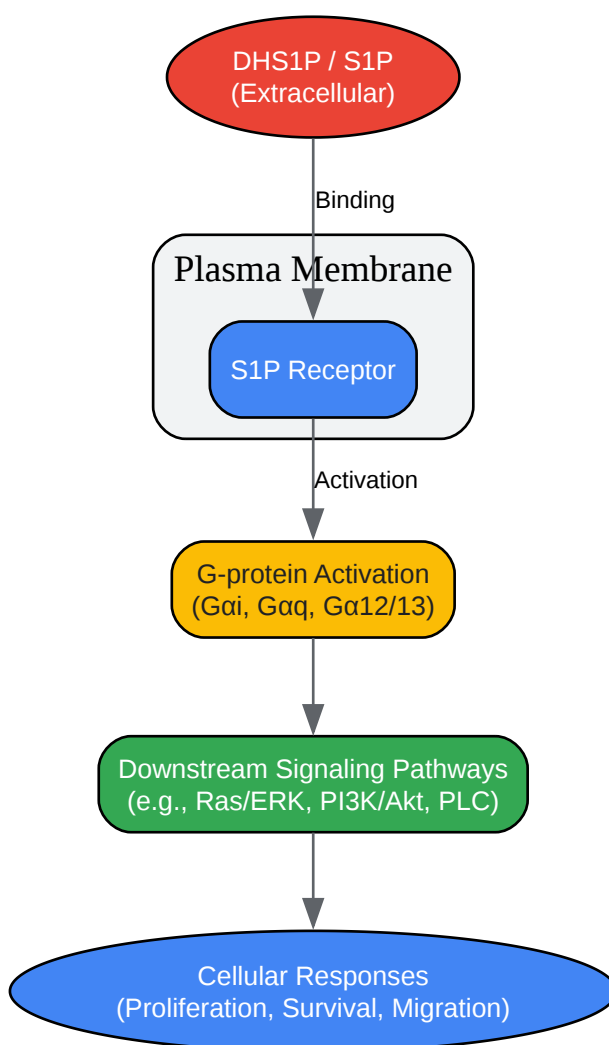 DHS1P / S1P
(Extracellular)
Binding
Plasma Membrane
S1P Receptor
Activation
G-protein Activation
(Gαi, Gαq, Gα12/13)
Downstream Signaling Pathways
(e.g., Ras/ERK, PI3K/Akt, PLC)
Cellular Responses
(Proliferation, Survival, Migration)